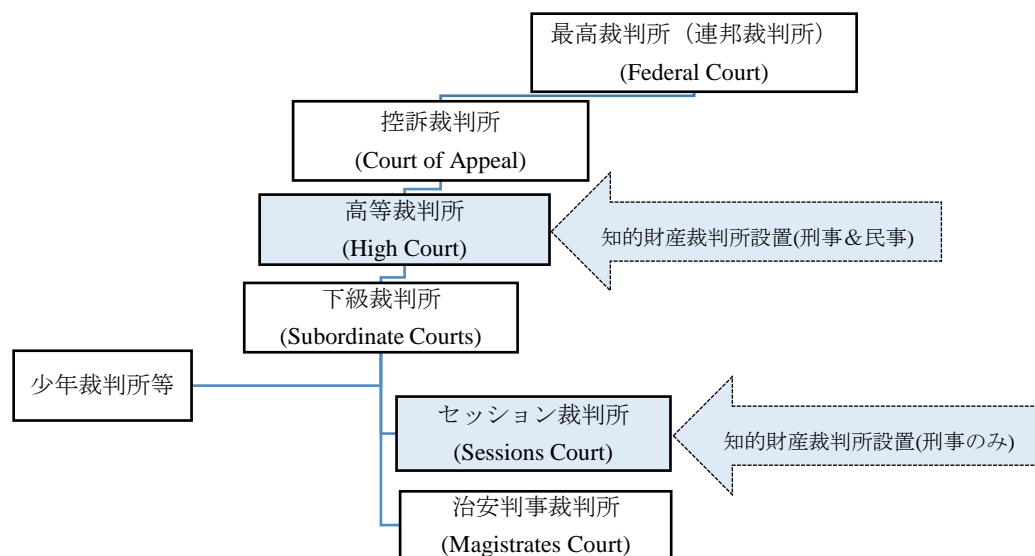 最高裁判所（連邦裁判所）
(Federal Court)
控訴裁判所
(Court of Appeal)
高等裁判所
(High Court)
知的財産裁判所設置(刑事＆民事)
下級裁判所
(Subordinate Courts)
少年裁判所等
セッション裁判所
(Sessions Court)
知的財産裁判所設置(刑事のみ)
治安判事裁判所
(Magistrates Court)